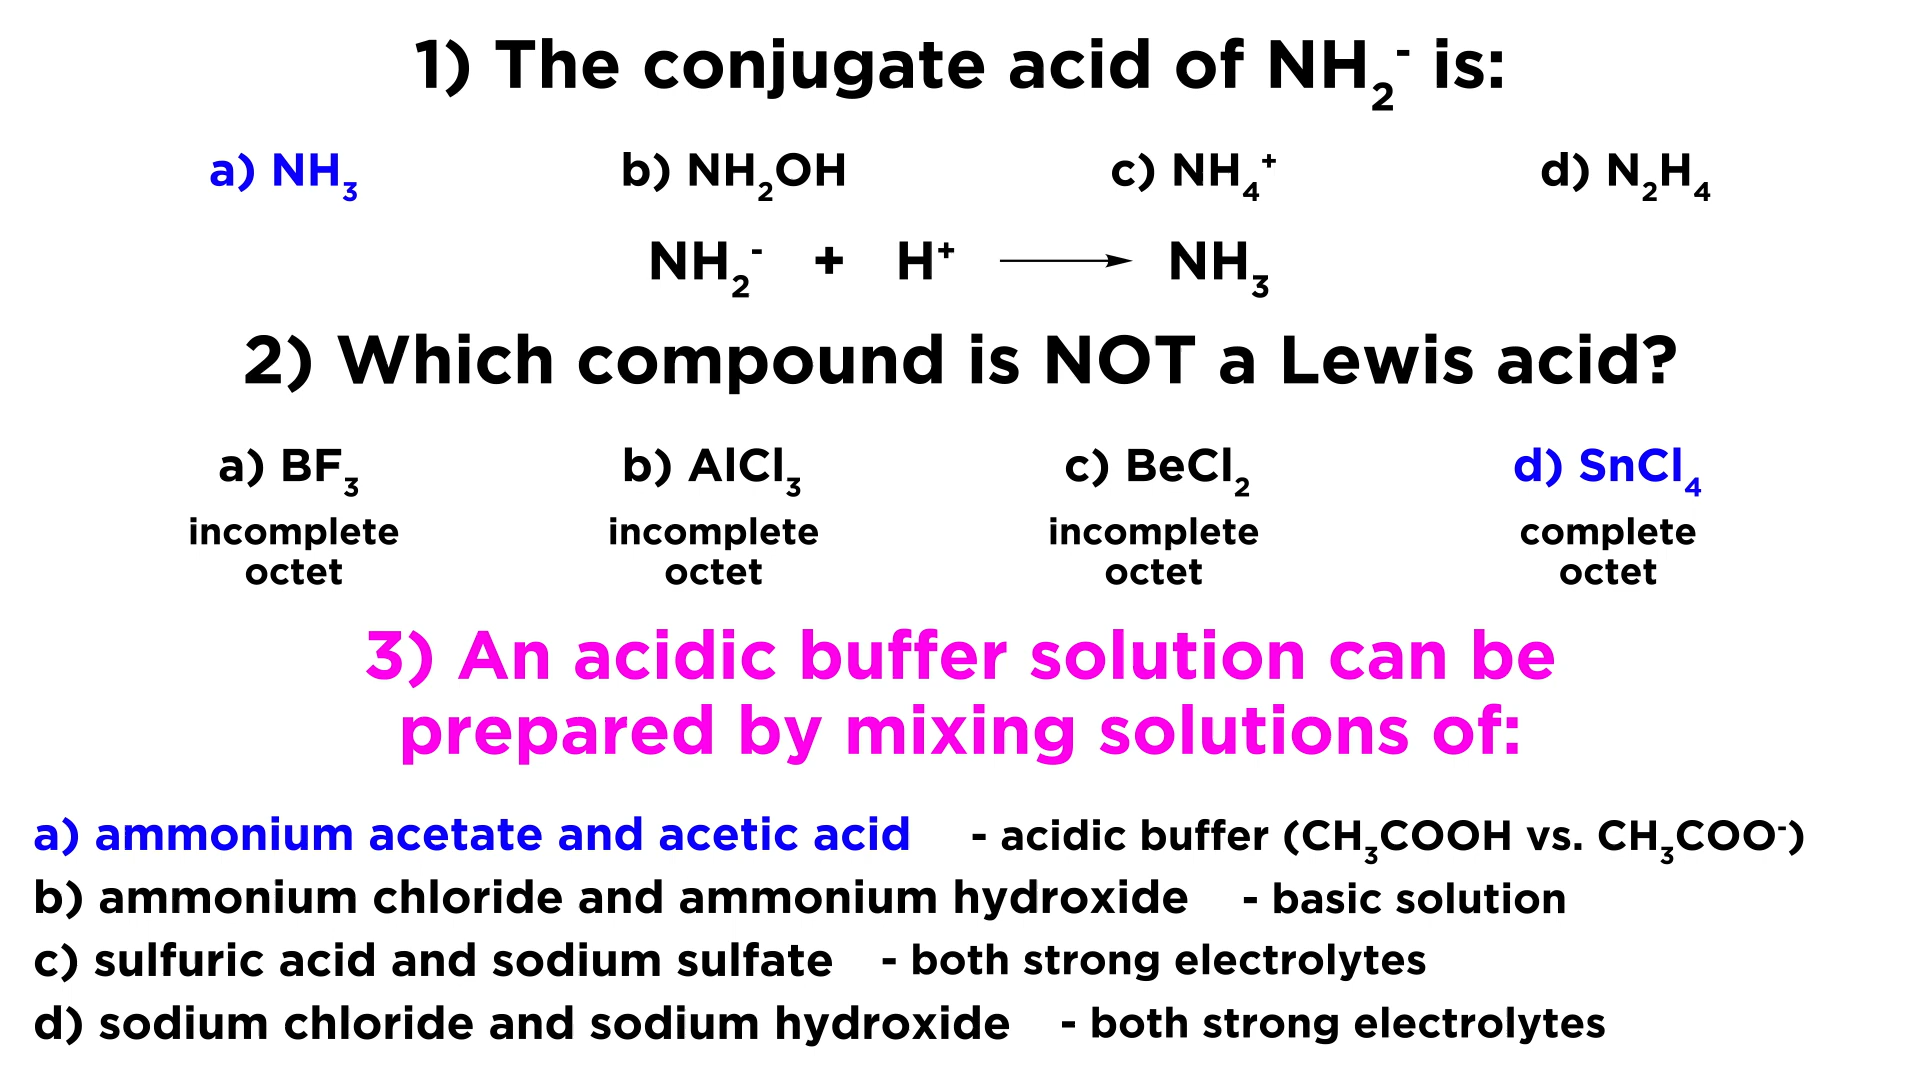 1) The conjugate acid of NH₂⁻ is:
a) NH₃ b) NH₂OH c) NH₄⁺ d) N₂H₄
NH₂⁻ + H⁺ ⟶ NH₃
2) Which compound is NOT a Lewis acid?
a) BF₃ b) AlCl₃ c) BeCl₂ d) SnCl₄
incomplete incomplete incomplete complete
octet octet octet octet
3) An acidic buffer solution can be
prepared by mixing solutions of:
a) ammonium acetate and acetic acid - acidic buffer (CH₃COOH vs. CH₃COO⁻)
b) ammonium chloride and ammonium hydroxide - basic solution
c) sulfuric acid and sodium sulfate - both strong electrolytes
d) sodium chloride and sodium hydroxide - both strong electrolytes